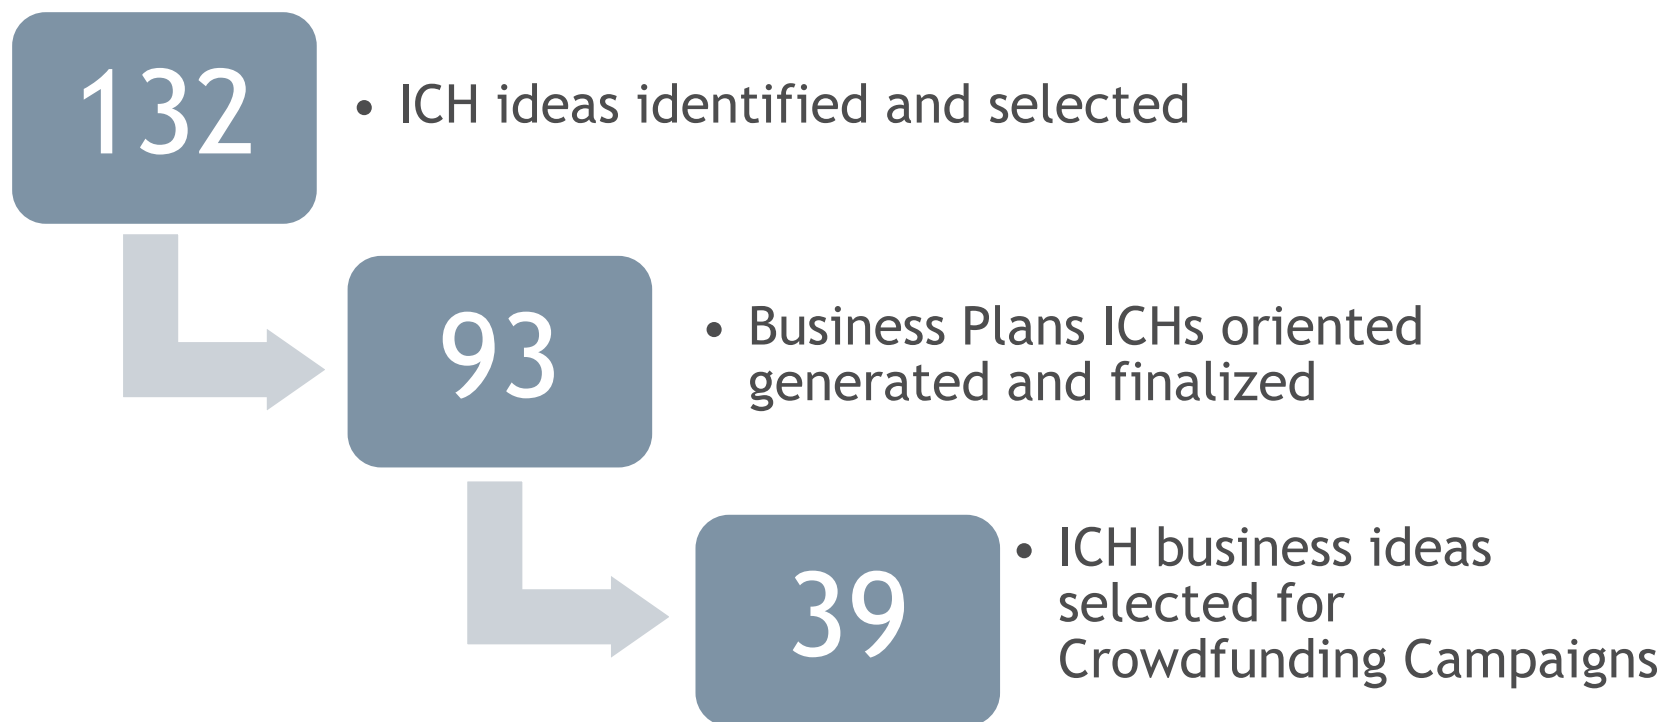 132
• ICH ideas identified and selected
93
• Business Plans ICHs oriented
generated and finalized
39
• ICH business ideas
selected for
Crowdfunding Campaigns